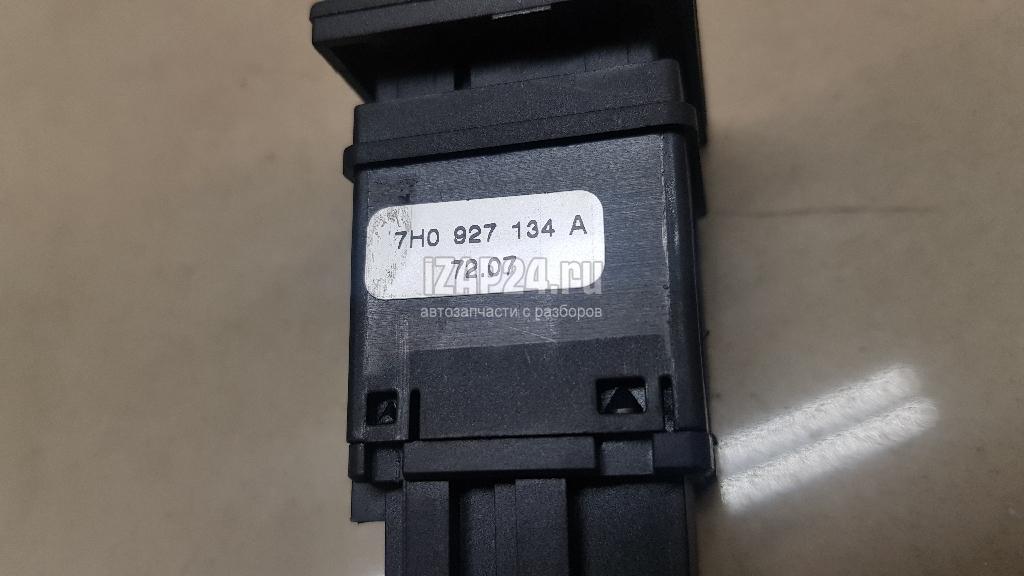 7H0 927 134 A
72.07
iZAP24.ru
автозапчасти с разборов